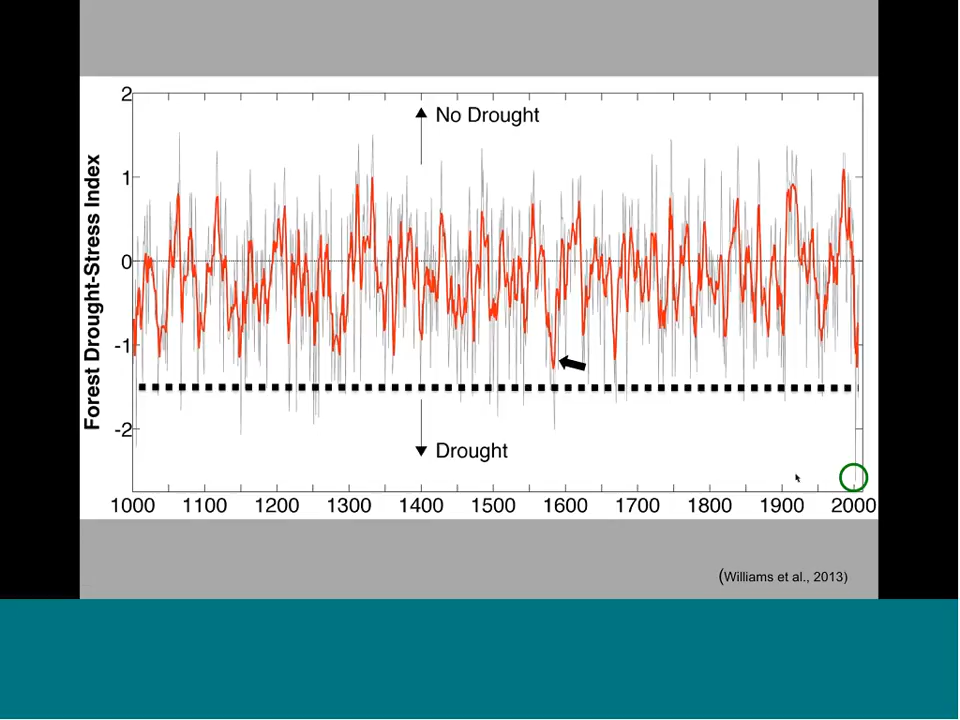 2
No Drought
1
0
-1
-2
Forest Drought-Stress Index
Drought
1000 1100 1200 1300 1400 1500 1600 1700 1800 1900 2000
(Williams et al., 2013)